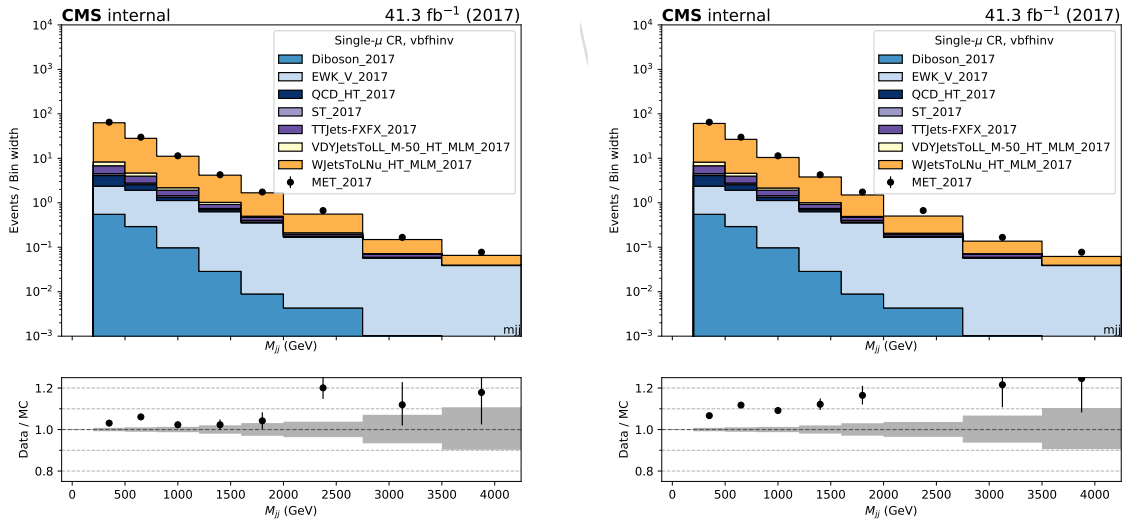 CMS internal 41.3 fb⁻¹ (2017)
Events / Bin width
10⁴
10³
10²
10¹
10⁰
10⁻¹
10⁻²
10⁻³
Single-μ CR, vbfhinv
Diboson_2017
EWK_V_2017
QCD_HT_2017
ST_2017
TTJets-FXFX_2017
VDYJetsToLL_M-50_HT_MLM_2017
WJetsToLNu_HT_MLM_2017
MET_2017
mjj
M_jj (GeV)
Data / MC
1.2
1.0
0.8
0 500 1000 1500 2000 2500 3000 3500 4000
M_jj (GeV)
CMS internal 41.3 fb⁻¹ (2017)
Events / Bin width
10⁴
10³
10²
10¹
10⁰
10⁻¹
10⁻²
10⁻³
Single-μ CR, vbfhinv
Diboson_2017
EWK_V_2017
QCD_HT_2017
ST_2017
TTJets-FXFX_2017
VDYJetsToLL_M-50_HT_MLM_2017
WJetsToLNu_HT_MLM_2017
MET_2017
mjj
M_jj (GeV)
Data / MC
1.2
1.0
0.8
0 500 1000 1500 2000 2500 3000 3500 4000
M_jj (GeV)